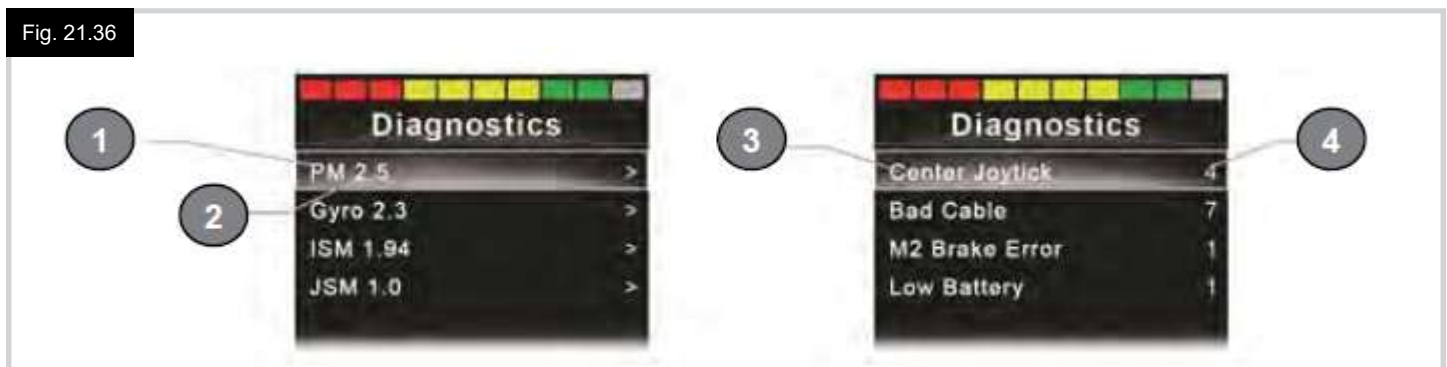 Fig. 21.36
Diagnostics
PM 2.5 >
Gyro 2.3 >
ISM 1.94 >
JSM 1.0 >
1
2
Diagnostics
Center Joytick 4
Bad Cable 7
M2 Brake Error 1
Low Battery 1
3
4